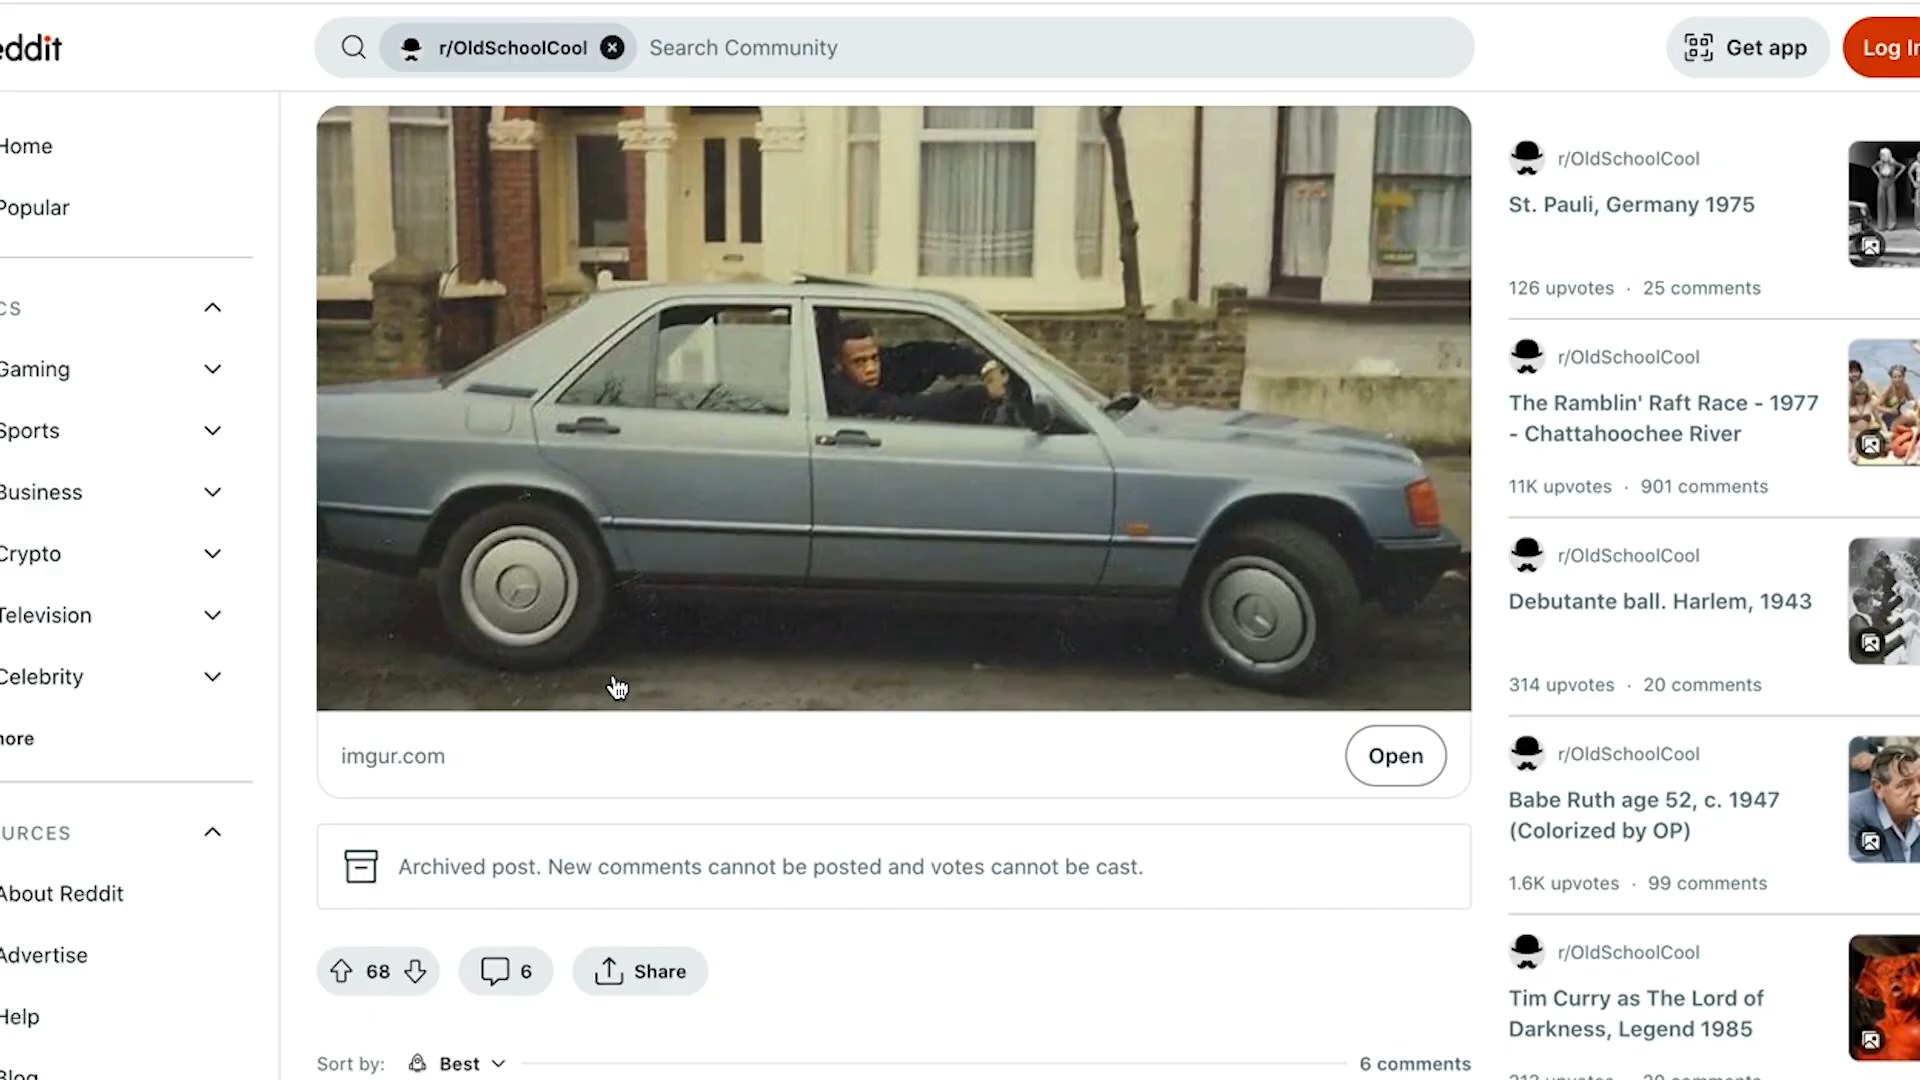 eddit
r/OldSchoolCool
Search Community
Get app
Log In
Home
Popular
CS
Gaming
Sports
Business
Crypto
Television
Celebrity
more
URCES
About Reddit
Advertise
Help
Blog
imgur.com
Open
Archived post. New comments cannot be posted and votes cannot be cast.
68
6
Share
Sort by: Best
6 comments
r/OldSchoolCool
St. Pauli, Germany 1975
126 upvotes · 25 comments
r/OldSchoolCool
The Ramblin' Raft Race - 1977
- Chattahoochee River
11K upvotes · 901 comments
r/OldSchoolCool
Debutante ball. Harlem, 1943
314 upvotes · 20 comments
r/OldSchoolCool
Babe Ruth age 52, c. 1947
(Colorized by OP)
1.6K upvotes · 99 comments
r/OldSchoolCool
Tim Curry as The Lord of
Darkness, Legend 1985